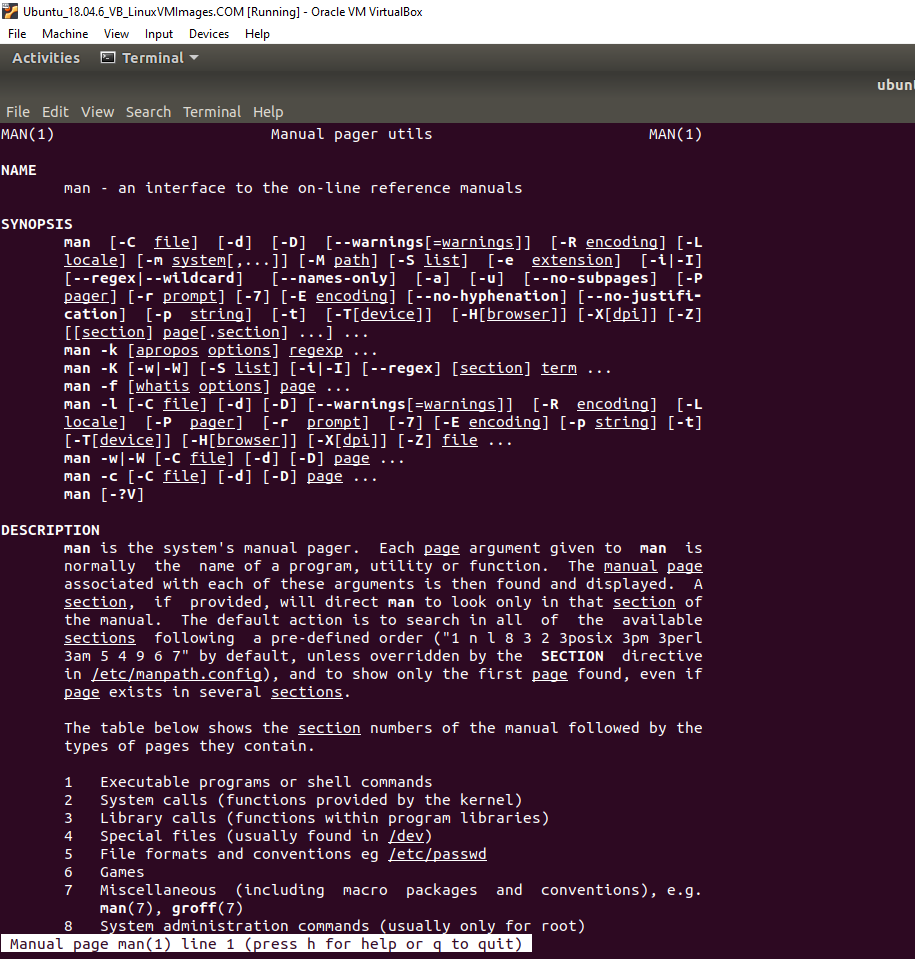 Ubuntu_18.04.6_VB_LinuxVMImages.COM [Running] - Oracle VM VirtualBox
File Machine View Input Devices Help
Activities Terminal
File Edit View Search Terminal Help
MAN(1) Manual pager utils MAN(1)
NAME
man - an interface to the on-line reference manuals
SYNOPSIS
man [-C file] [-d] [-D] [--warnings[=warnings]] [-R encoding] [-L
locale] [-m system[,...]] [-M path] [-S list] [-e extension] [-i|-I]
[--regex|--wildcard] [--names-only] [-a] [-u] [--no-subpages] [-P
pager] [-r prompt] [-7] [-E encoding] [--no-hyphenation] [--no-justifi-
cation] [-p string] [-t] [-T[device]] [-H[browser]] [-X[dpi]] [-Z]
[[section] page[.section] ...] ...
man -k [apropos options] regexp ...
man -K [-w|-W] [-S list] [-i|-I] [--regex] [section] term ...
man -f [whatis options] page ...
man -l [-C file] [-d] [-D] [--warnings[=warnings]] [-R encoding] [-L
locale] [-P pager] [-r prompt] [-7] [-E encoding] [-p string] [-t]
[-T[device]] [-H[browser]] [-X[dpi]] [-Z] file ...
man -w|-W [-C file] [-d] [-D] page ...
man -c [-C file] [-d] [-D] page ...
man [-?V]
DESCRIPTION
man is the system's manual pager. Each page argument given to man is
normally the name of a program, utility or function. The manual page
associated with each of these arguments is then found and displayed. A
section, if provided, will direct man to look only in that section of
the manual. The default action is to search in all of the available
sections following a pre-defined order ("1 n l 8 3 2 3posix 3pm 3perl
3am 5 4 9 6 7" by default, unless overridden by the SECTION directive
in /etc/manpath.config), and to show only the first page found, even if
page exists in several sections.
The table below shows the section numbers of the manual followed by the
types of pages they contain.
1 Executable programs or shell commands
2 System calls (functions provided by the kernel)
3 Library calls (functions within program libraries)
4 Special files (usually found in /dev)
5 File formats and conventions eg /etc/passwd
6 Games
7 Miscellaneous (including macro packages and conventions), e.g.
man(7), groff(7)
8 System administration commands (usually only for root)
Manual page man(1) line 1 (press h for help or q to quit)